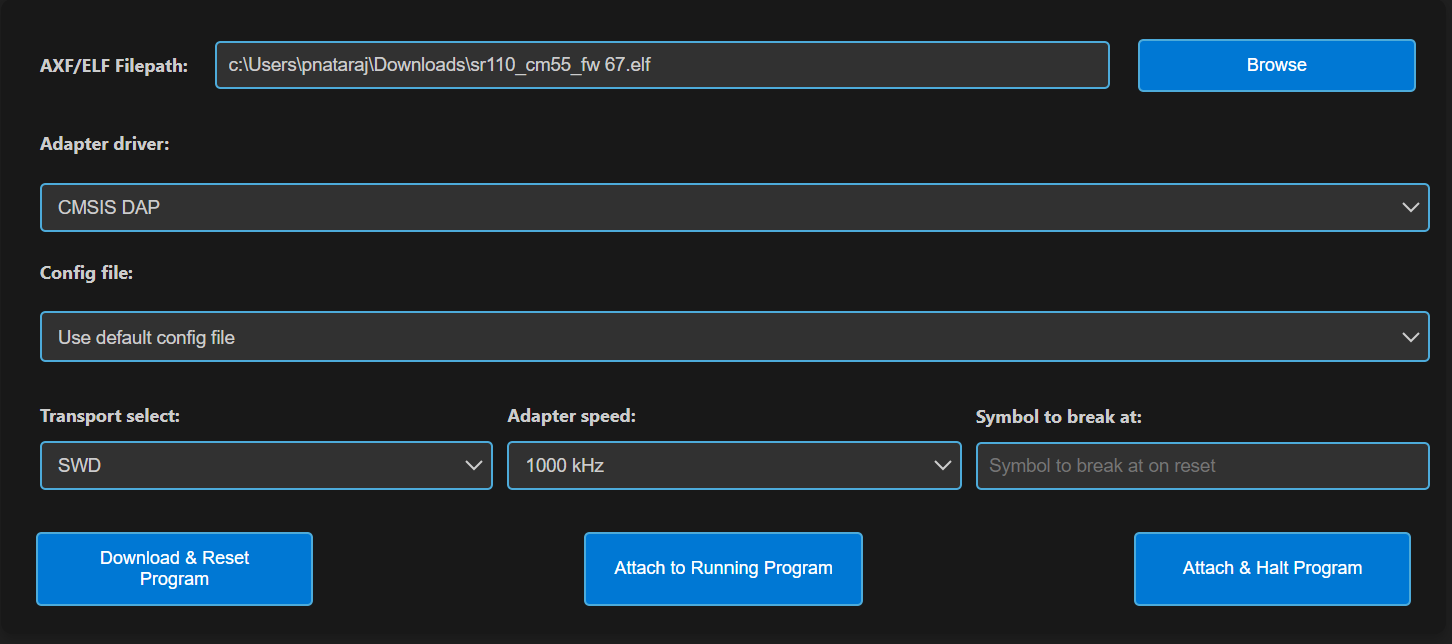 AXF/ELF Filepath:
c:\Users\pnataraj\Downloads\sr110_cm55_fw 67.elf
Browse
Adapter driver:
CMSIS DAP
Config file:
Use default config file
Transport select:
Adapter speed:
Symbol to break at:
SWD
1000 kHz
Symbol to break at on reset
Download & Reset
Program
Attach to Running Program
Attach & Halt Program